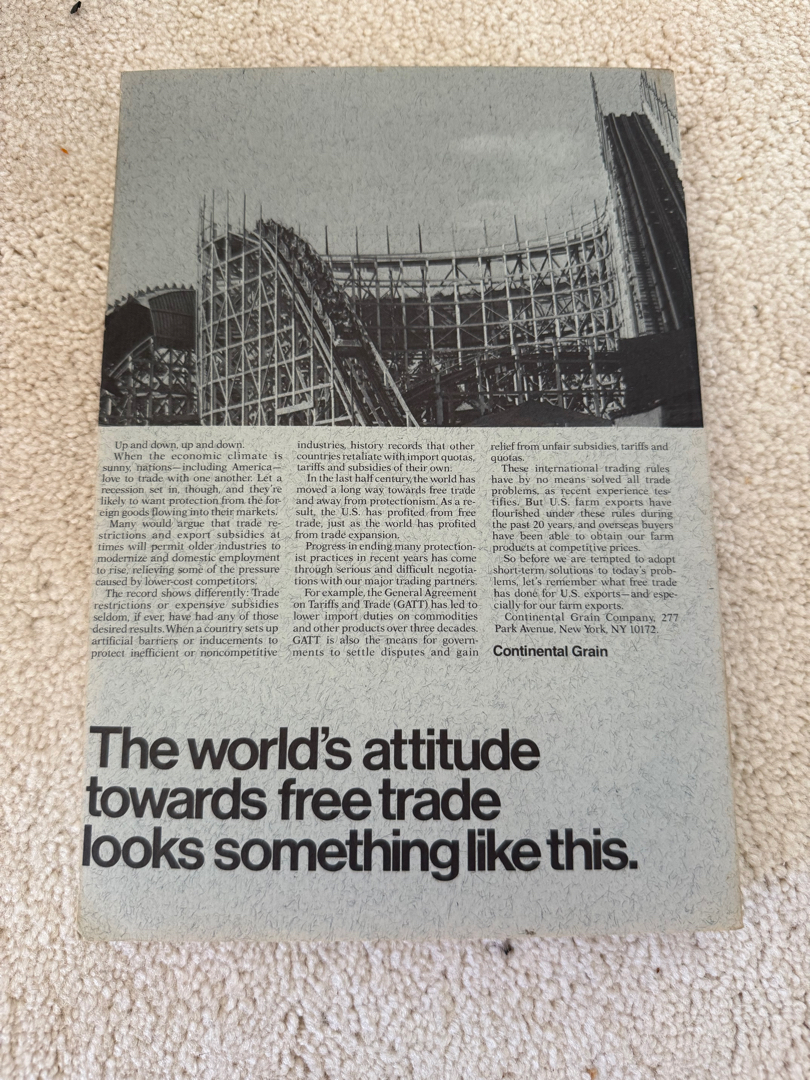 Up and down, up and down.
When the economic climate is
sunny, nations—including America—
love to trade with one another. Let a
recession set in, though, and they're
likely to want protection from the for-
eign goods flowing into their markets.
Many would argue that trade re-
strictions and export subsidies at
times will permit older industries to
modernize and domestic employment
to rise, relieving some of the pressure
caused by lower-cost competitors.
The record shows differently: Trade
restrictions or expensive subsidies
seldom, if ever, have had any of those
desired results. When a country sets up
artificial barriers or inducements to
protect inefficient or noncompetitive
industries, history records that other
countries retaliate with import quotas,
tariffs and subsidies of their own.
In the last half century, the world has
moved a long way towards free trade
and away from protectionism. As a re-
sult, the U.S. has profited from free
trade, just as the world has profited
from trade expansion.
Progress in ending many protection-
ist practices in recent years has come
through serious and difficult negotia-
tions with our major trading partners.
For example, the General Agreement
on Tariffs and Trade (GATT) has led to
lower import duties on commodities
and other products over three decades.
GATT is also the means for govern-
ments to settle disputes and gain
relief from unfair subsidies, tariffs and
quotas.
These international trading rules
have by no means solved all trade
problems, as recent experience tes-
tifies. But U.S. farm exports have
flourished under these rules during
the past 20 years, and overseas buyers
have been able to obtain our farm
products at competitive prices.
So before we are tempted to adopt
short-term solutions to today's prob-
lems, let's remember what free trade
has done for U.S. exports—and espe-
cially for our farm exports.
Continental Grain Company, 277
Park Avenue, New York, NY 10172.
Continental Grain
The world's attitude
towards free trade
looks something like this.